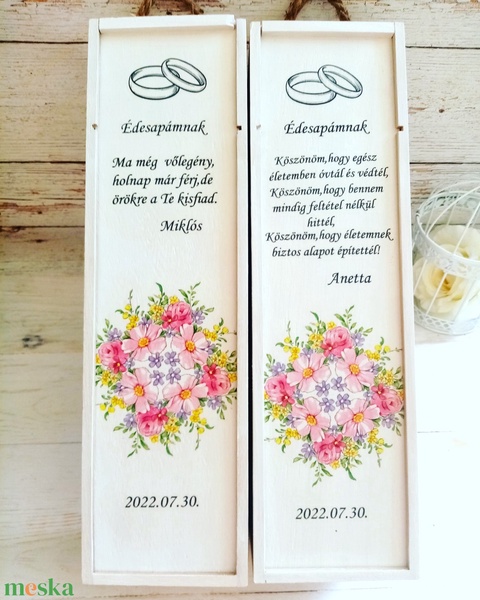 Édesapámnak
Ma még vőlegény,
holnap már férj,de
örökre a Te kisfiad.
Miklós
2022.07.30.
Édesapámnak
Köszönöm,hogy egész
életemben óvtál és védtél,
Köszönöm,hogy bennem
mindig feltétel nélkül
hittél,
Köszönöm,hogy életemnek
biztos alapot építettél!
Anetta
2022.07.30.
meska